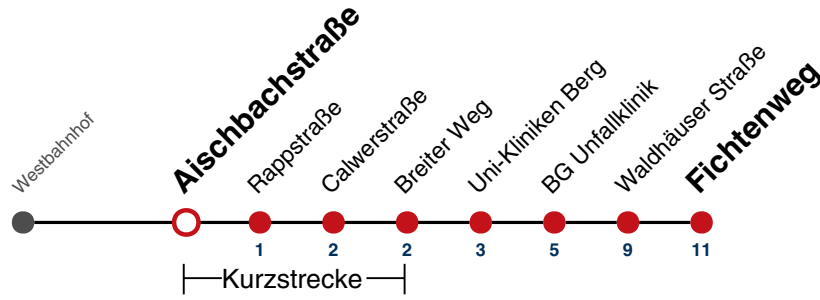 Westbahnhof
Aischbachstraße
Rappstraße
Calwerstraße
Breiter Weg
Uni-Kliniken Berg
BG Unfallklinik
Waldhäuser Straße
Fichtenweg
1 2 2 3 5 9 11
Kurzstrecke